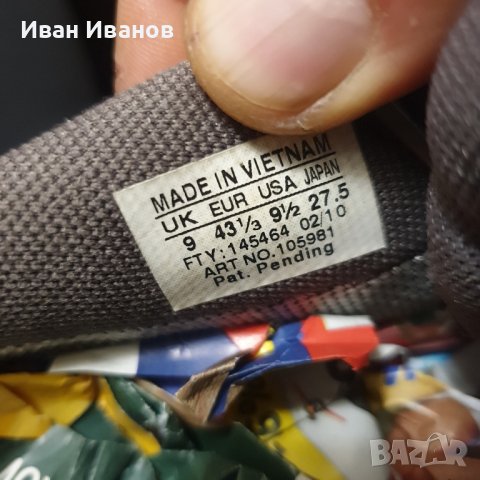 Иван Иванов
MADE IN VIETNAM
UK EUR USA JAPAN
9 43⅓ 9½ 27.5
FTY: 145464 02/10
ART NO. 105981
Pat. Pending
BAZAR